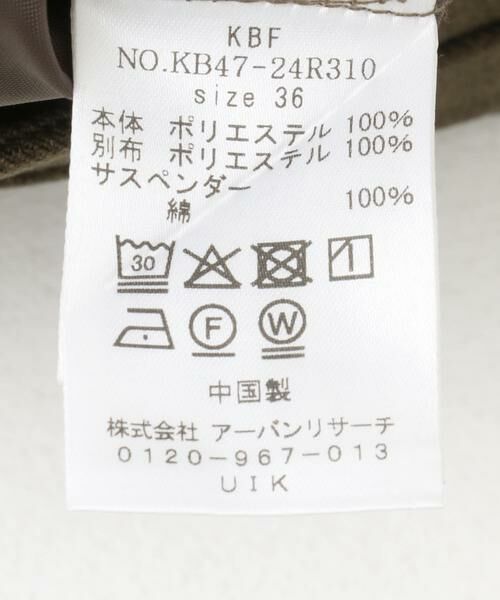 KBF
NO.KB47-24R310
size 36
本体 ポリエステル 100%
別布 ポリエステル 100%
サスペンダー
綿 100%
30
F W
中国製
株式会社 アーバンリサーチ
0120-967-013
UIK